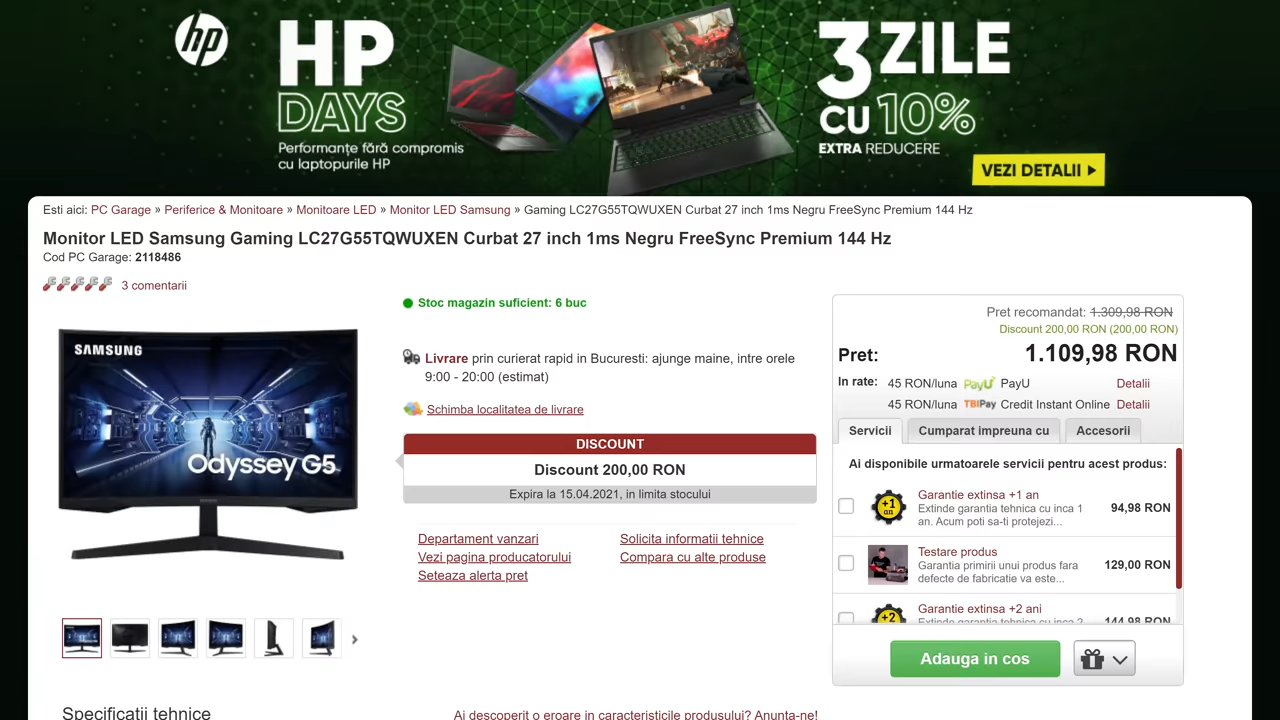 hp
HP
DAYS
Performanțe fără compromis
cu laptopurile HP
3 ZILE
CU 10%
EXTRA REDUCERE
VEZI DETALII
Esti aici: PC Garage » Periferice & Monitoare » Monitoare LED » Monitor LED Samsung » Gaming LC27G55TQWUXEN Curbat 27 inch 1ms Negru FreeSync Premium 144 Hz
Monitor LED Samsung Gaming LC27G55TQWUXEN Curbat 27 inch 1ms Negru FreeSync Premium 144 Hz
Cod PC Garage: 2118486
3 comentarii
SAMSUNG
Odyssey G5
Stoc magazin suficient: 6 buc
Livrare prin curierat rapid in Bucuresti: ajunge maine, intre orele
9:00 - 20:00 (estimat)
Schimba localitatea de livrare
DISCOUNT
Discount 200,00 RON
Expira la 15.04.2021, in limita stocului
Departament vanzari
Solicita informatii tehnice
Vezi pagina producatorului
Compara cu alte produse
Seteaza alerta pret
Pret recomandat: 1.309,98 RON
Discount 200,00 RON (200,00 RON)
Pret: 1.109,98 RON
In rate: 45 RON/luna PayU PayU Detalii
45 RON/luna TBIPay Credit Instant Online Detalii
Servicii
Cumparat impreuna cu
Accesorii
Ai disponibile urmatoarele servicii pentru acest produs:
+1
an
Garantie extinsa +1 an
Extinde garantia tehnica cu inca 1
an. Acum poti sa-ti protejezi...
94,98 RON
Testare produs
Garantia primirii unui produs fara
defecte de fabricatie va este...
129,00 RON
+2
Garantie extinsa +2 ani
Extinde garantia tehnica cu inca 2
144,98 RON
Adauga in cos
Specificatii tehnice
Ai descoperit o eroare in caracteristicile produsului? Anunta-ne!